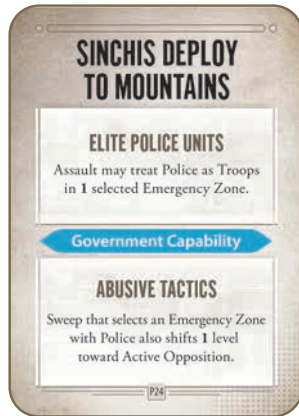 SINCHIS DEPLOY
TO MOUNTAINS
ELITE POLICE UNITS
Assault may treat Police as Troops
in 1 selected Emergency Zone.
Government Capability
ABUSIVE TACTICS
Sweep that selects an Emergency Zone
with Police also shifts 1 level
toward Active Opposition.
P24